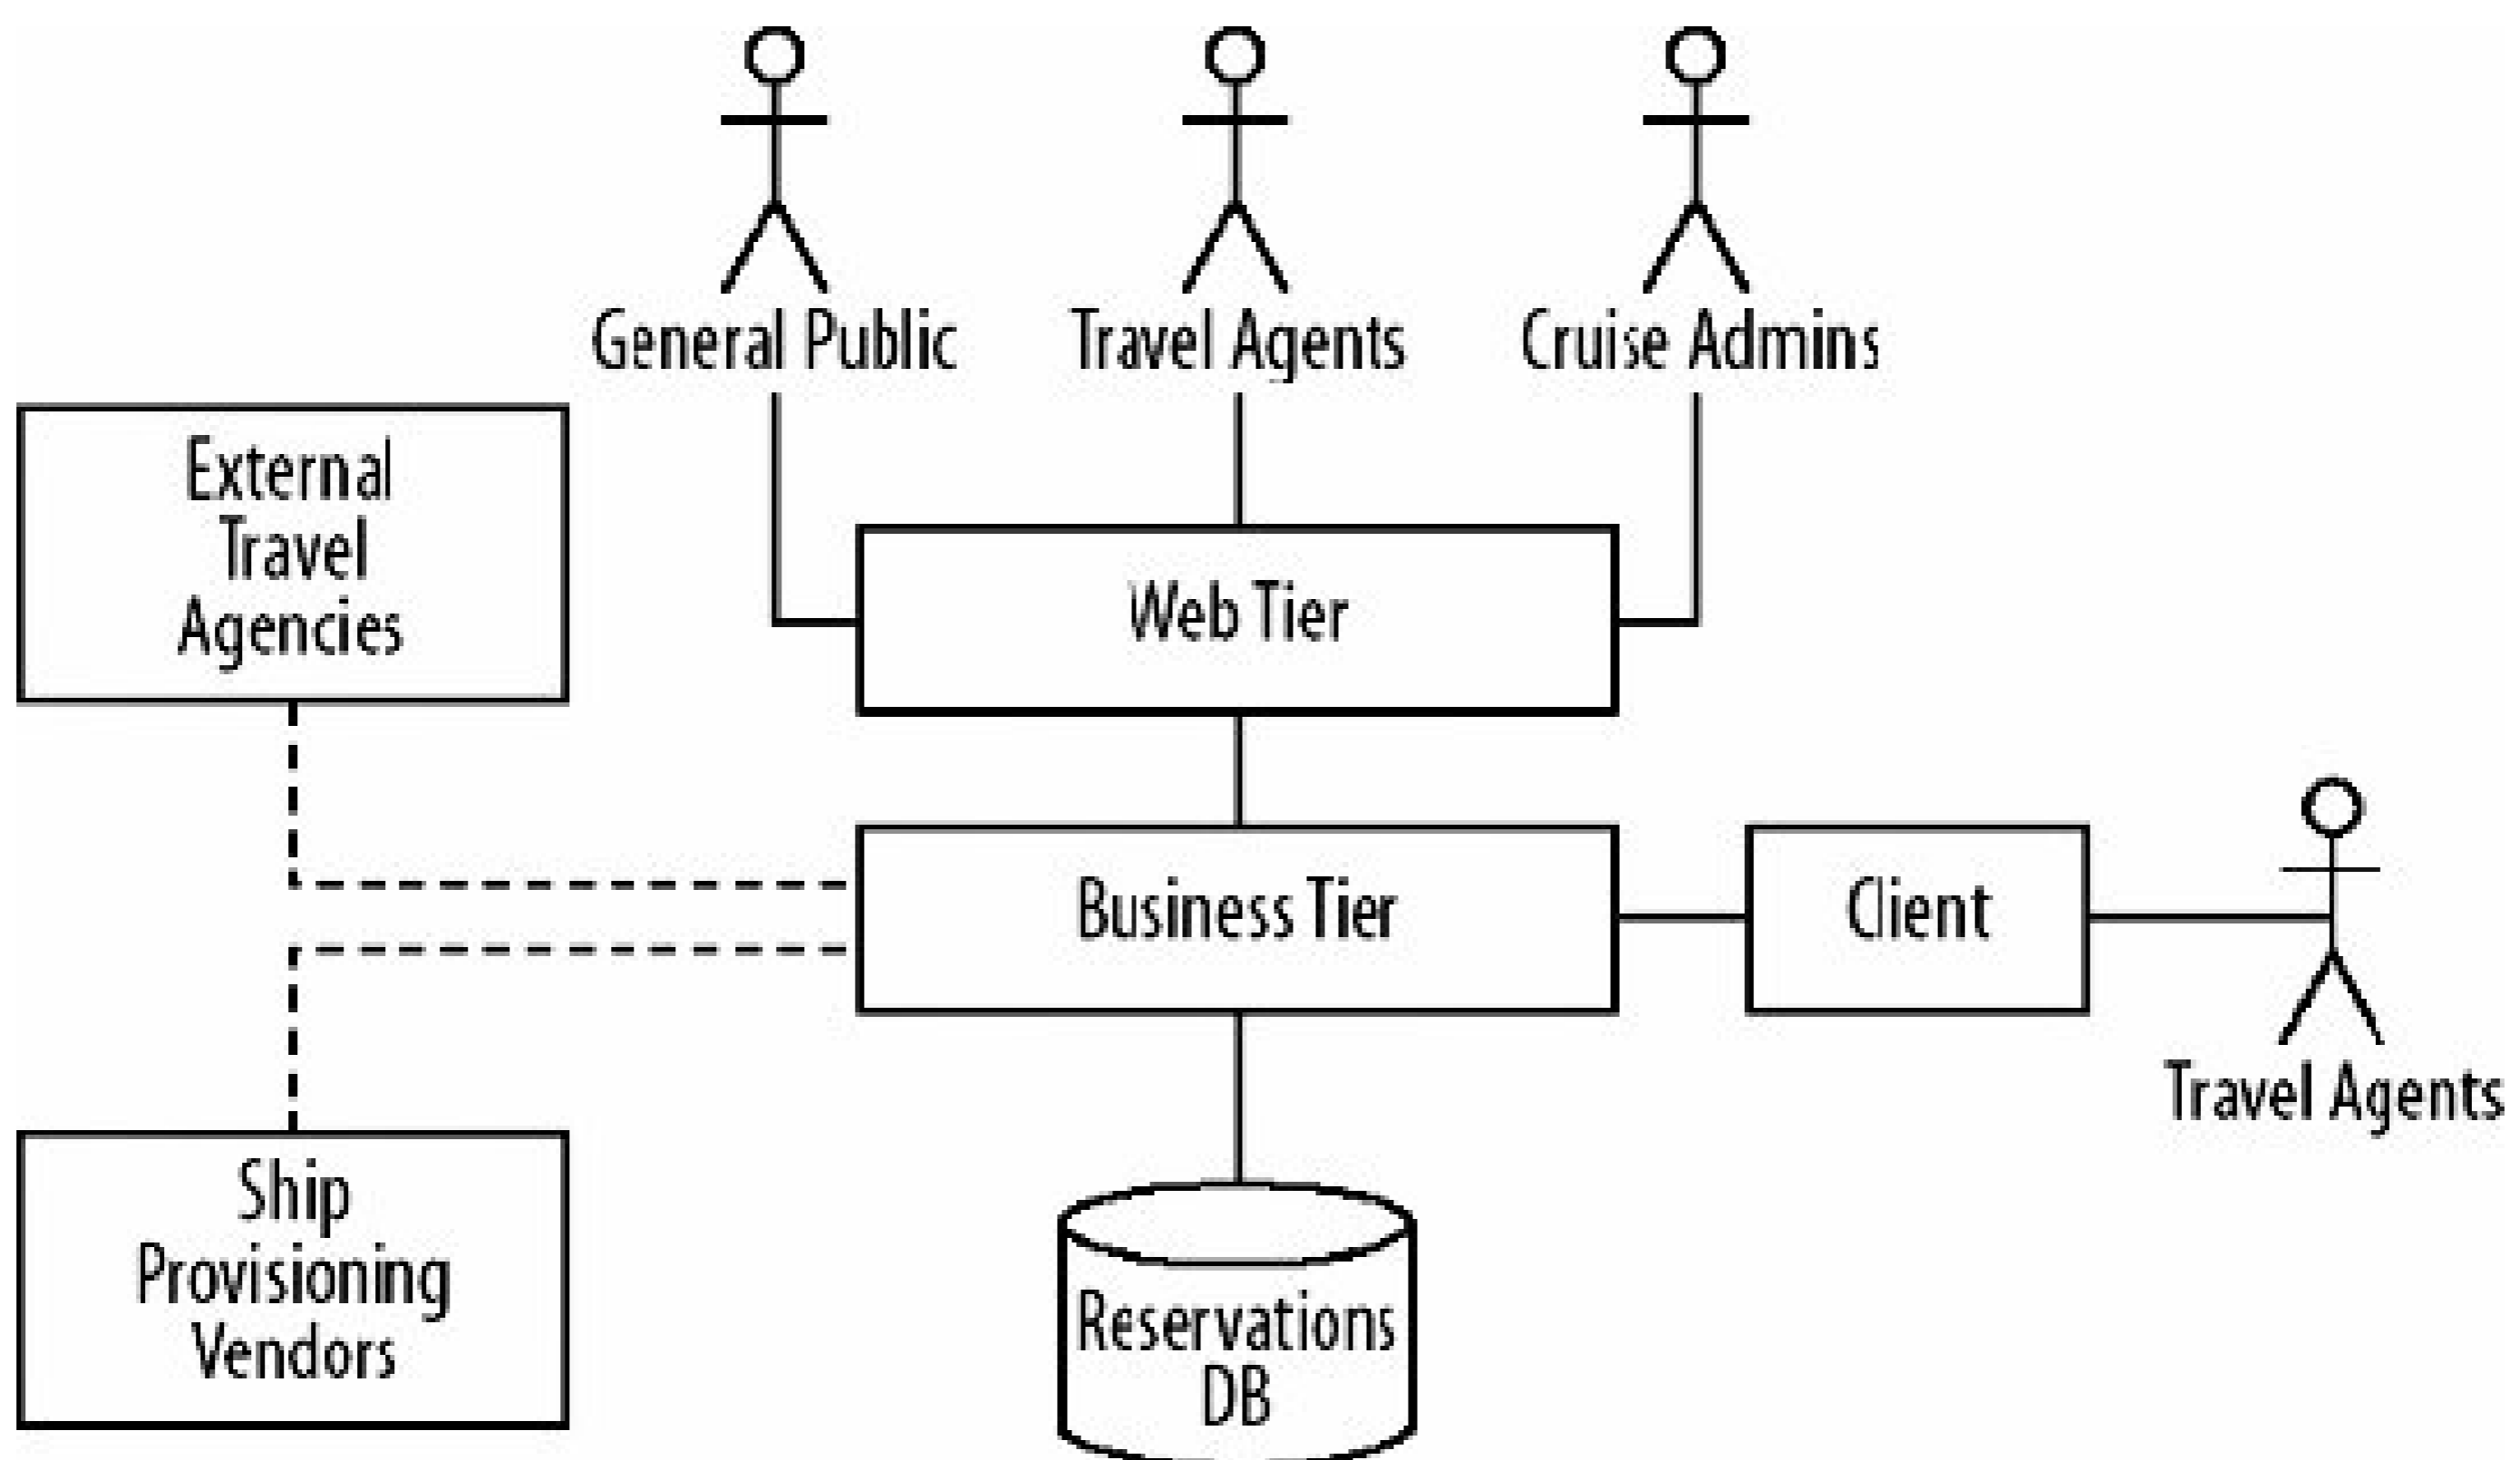 General Public
Travel Agents
Cruise Admins
External
Travel
Agencies
Web Tier
Business Tier
Client
Travel Agents
Ship
Provisioning
Vendors
Reservations
DB